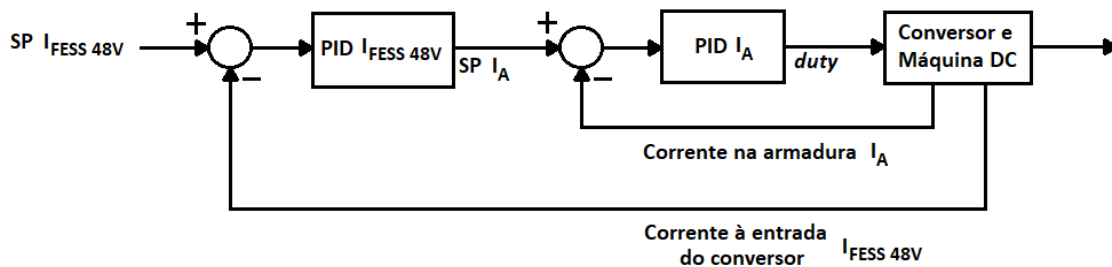 SP I_FESS 48V
+
−
PID I_FESS 48V
SP I_A
+
−
PID I_A
duty
Conversor e
Máquina DC
Corrente na armadura I_A
Corrente à entrada
do conversor I_FESS 48V